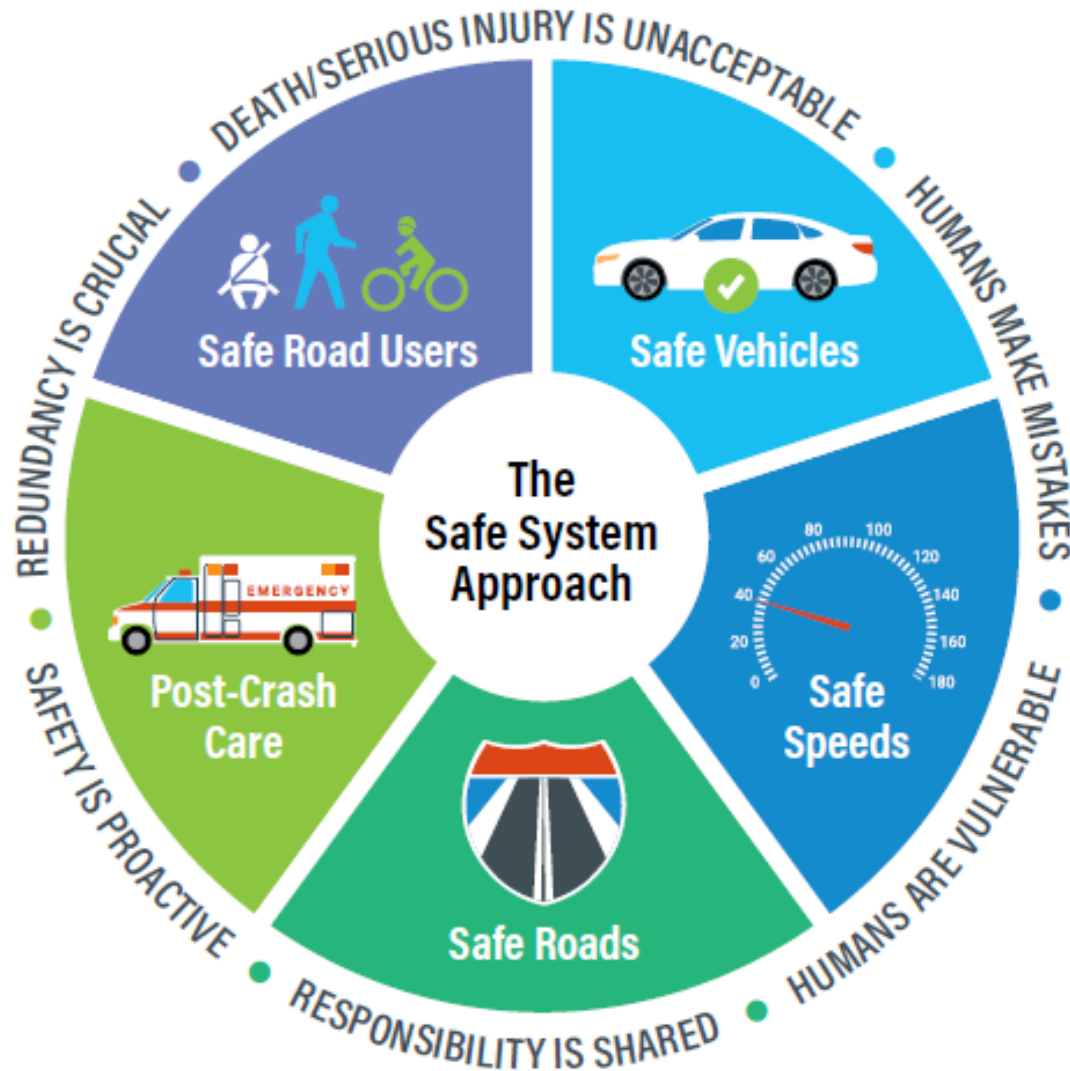 DEATH/SERIOUS INJURY IS UNACCEPTABLE
HUMANS MAKE MISTAKES
HUMANS ARE VULNERABLE
RESPONSIBILITY IS SHARED
SAFETY IS PROACTIVE
REDUNDANCY IS CRUCIAL
Safe Road Users
Safe Vehicles
The
Safe System
Approach
0
20
40
60
80
100
120
140
160
180
Safe
Speeds
EMERGENCY
Post-Crash
Care
Safe Roads